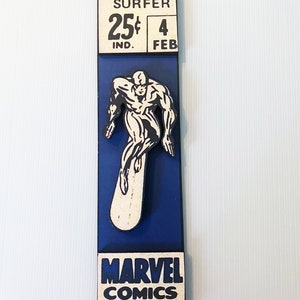 SURFER
25¢ 4
IND. FEB
MARVEL
COMICS